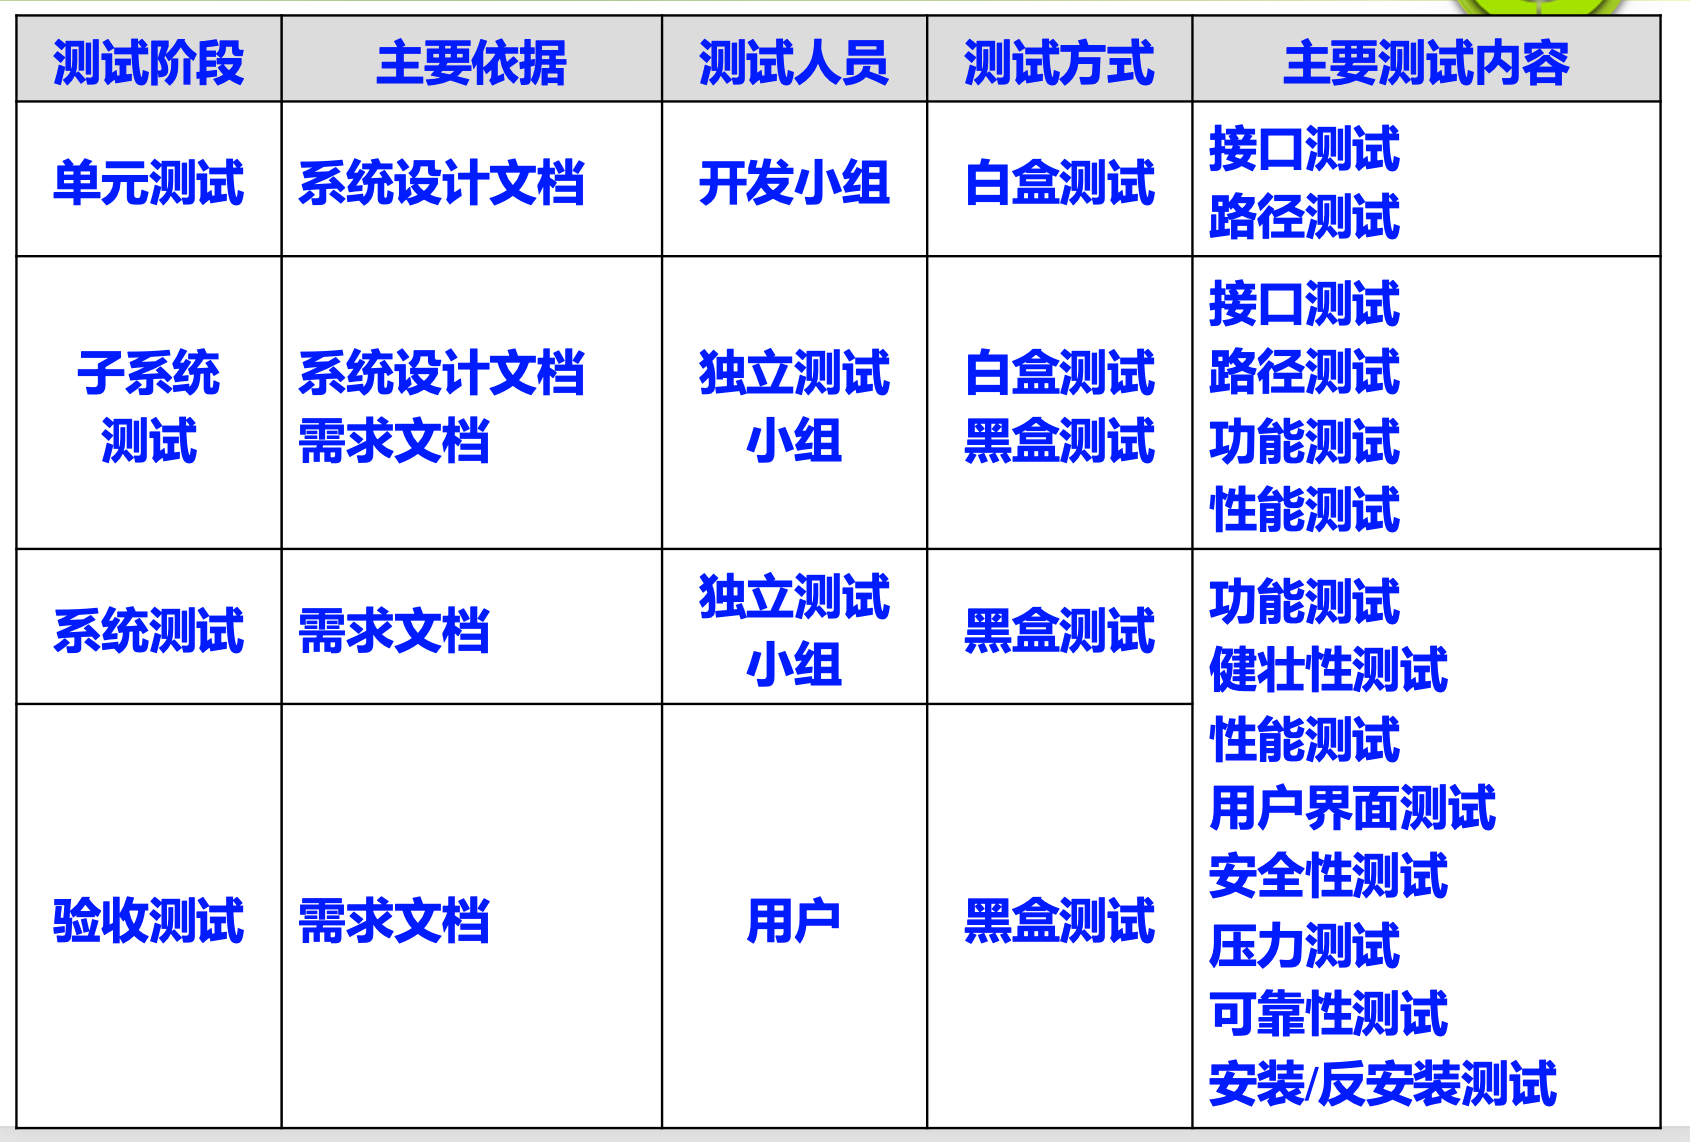 测试阶段 主要依据 测试人员 测试方式 主要测试内容
单元测试 系统设计文档 开发小组 白盒测试
接口测试
路径测试
子系统
测试
系统设计文档
需求文档
独立测试
小组
白盒测试
黑盒测试
接口测试
路径测试
功能测试
性能测试
系统测试 需求文档
独立测试
小组
黑盒测试
验收测试 需求文档 用户 黑盒测试
功能测试
健壮性测试
性能测试
用户界面测试
安全性测试
压力测试
可靠性测试
安装/反安装测试